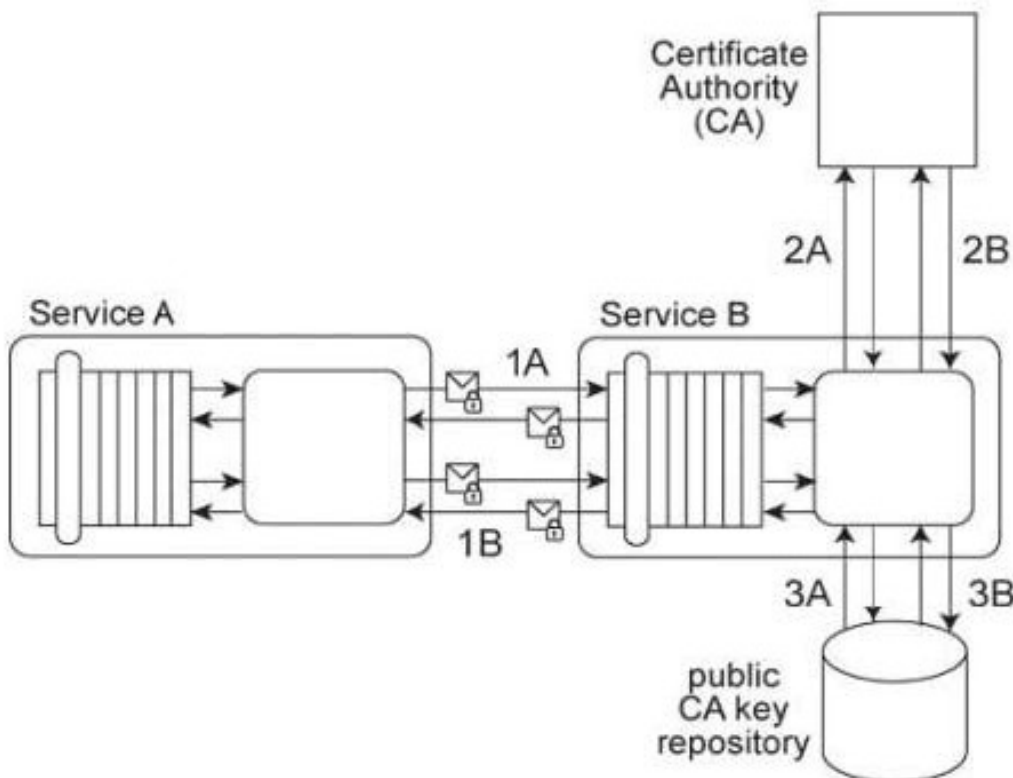 Certificate
Authority
(CA)
2A
2B
Service A
Service B
1A
1B
3A
3B
public
CA key
repository